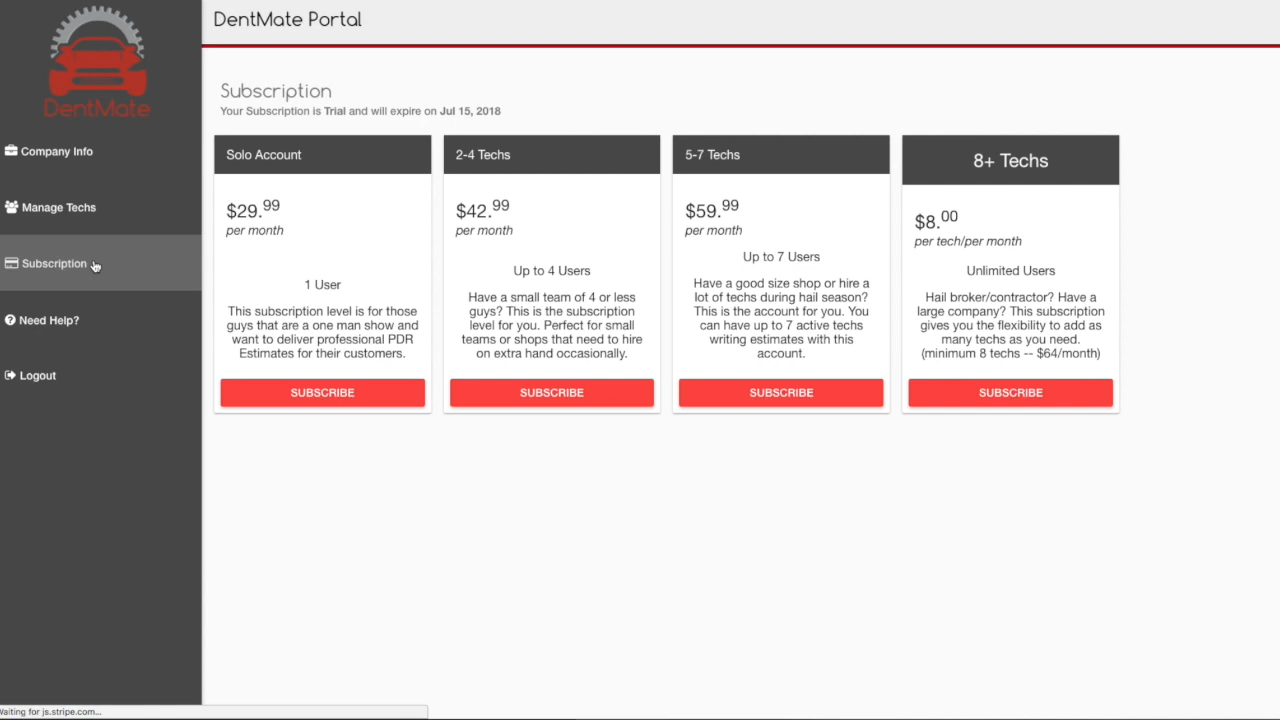 DentMate Portal
DentMate
Company Info
Manage Techs
Subscription
Need Help?
Logout
Subscription
Your Subscription is Trial and will expire on Jul 15, 2018
Solo Account
$29.99
per month
1 User
This subscription level is for those
guys that are a one man show and
want to deliver professional PDR
Estimates for their customers.
SUBSCRIBE
2-4 Techs
$42.99
per month
Up to 4 Users
Have a small team of 4 or less
guys? This is the subscription
level for you. Perfect for small
teams or shops that need to hire
on extra hand occasionally.
SUBSCRIBE
5-7 Techs
$59.99
per month
Up to 7 Users
Have a good size shop or hire a
lot of techs during hail season?
This is the account for you. You
can have up to 7 active techs
writing estimates with this
account.
SUBSCRIBE
8+ Techs
$8.00
per tech/per month
Unlimited Users
Hail broker/contractor? Have a
large company? This subscription
gives you the flexibility to add as
many techs as you need.
(minimum 8 techs -- $64/month)
SUBSCRIBE
Waiting for js.stripe.com...